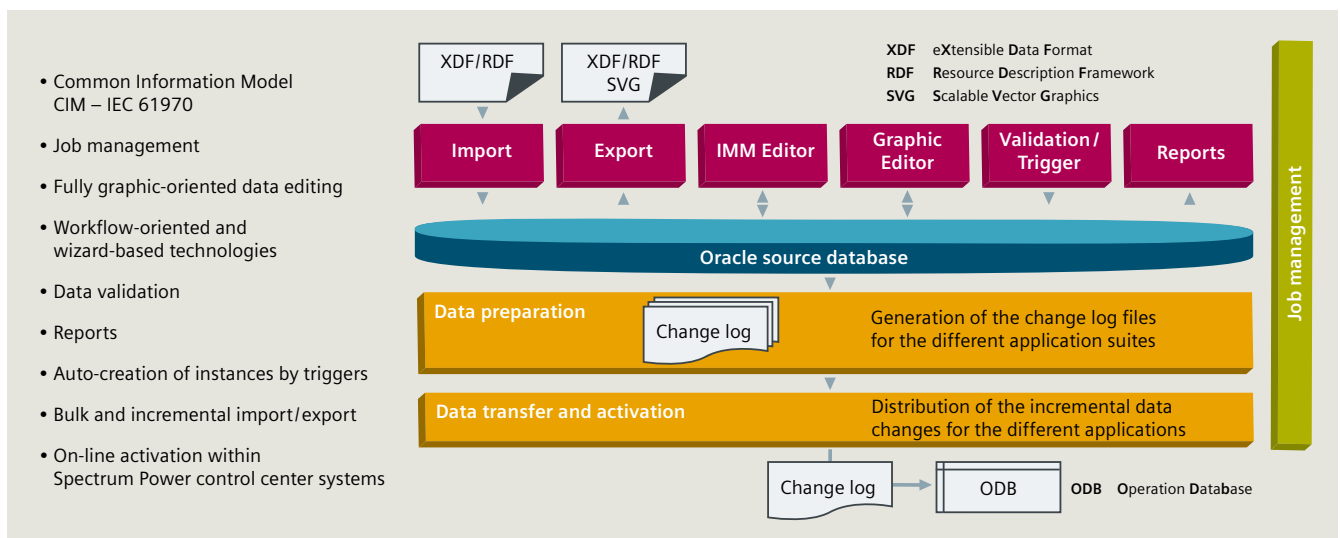 • Common Information Model
CIM – IEC 61970
• Job management
• Fully graphic-oriented data editing
• Workflow-oriented and
wizard-based technologies
• Data validation
• Reports
• Auto-creation of instances by triggers
• Bulk and incremental import/export
• On-line activation within
Spectrum Power control center systems
XDF/RDF
XDF/RDF
SVG
XDF eXtensible Data Format
RDF Resource Description Framework
SVG Scalable Vector Graphics
Import
Export
IMM Editor
Graphic
Editor
Validation/
Trigger
Reports
Oracle source database
Data preparation
Change log
Generation of the change log files
for the different application suites
Data transfer and activation
Distribution of the incremental data
changes for the different applications
Change log
ODB
ODB Operation Database
Job management